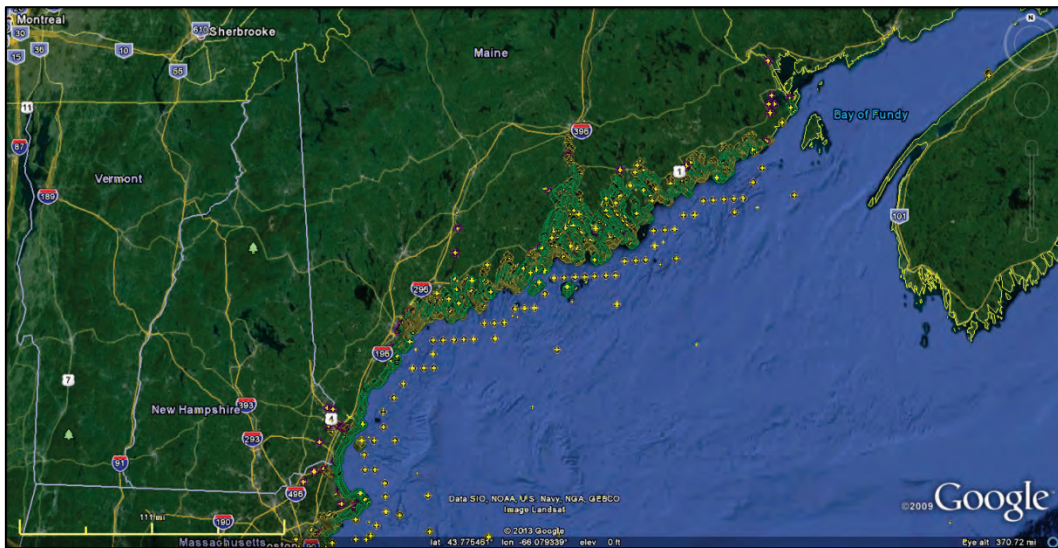 Montreal
Sherbrooke
610
30
10
15
35
55
Maine
11
395
Bay of Fundy
87
1
Vermont
189
101
295
195
7
New Hampshire
4
393
293
91
495
Data SIO, NOAA, U.S. Navy, NGA, GEBCO
Image Landsat
©2009 Google
111 mi
190
© 2013 Google
Massachusetts
lat 43.775461° lon -66.079339° elev 0 ft
Eye alt 370.72 mi